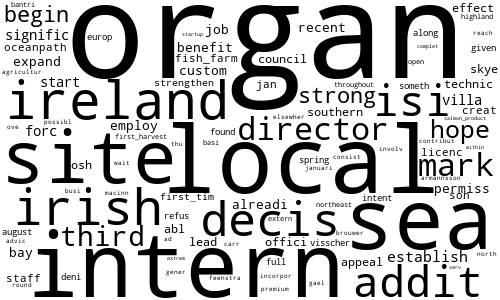 bantri
begin
signific
oceanpath
europ
expand
start
organ
startup
job
benefit
fish_farm
custom
strengthen
recent
council
jan
effect
highland
along
reach
given
complet
open
skye
someth
technic
agricultur
ireland
throughout
strong
southern
isi
villa
creat
ove
possibl
forc
employ
first_harvest
thu
found
basi
elsewher
director
salmon_product
hope
contribut
within
licenc
site
osh
wait
local
spring
januari
consist
involv
mark
armannsson
permiss
busi
macinn
first_tim
intent
son
irish
refus
alreadi
decis
extern
northeast
sea
august
advic
third
abl
ad
lead
carr
offici
visscher
brouwer
bay
establish
north
intern
extrem
full
gael
appeal
serv
staff
round
deni
gener
feenstra
incorpor
premium
addit